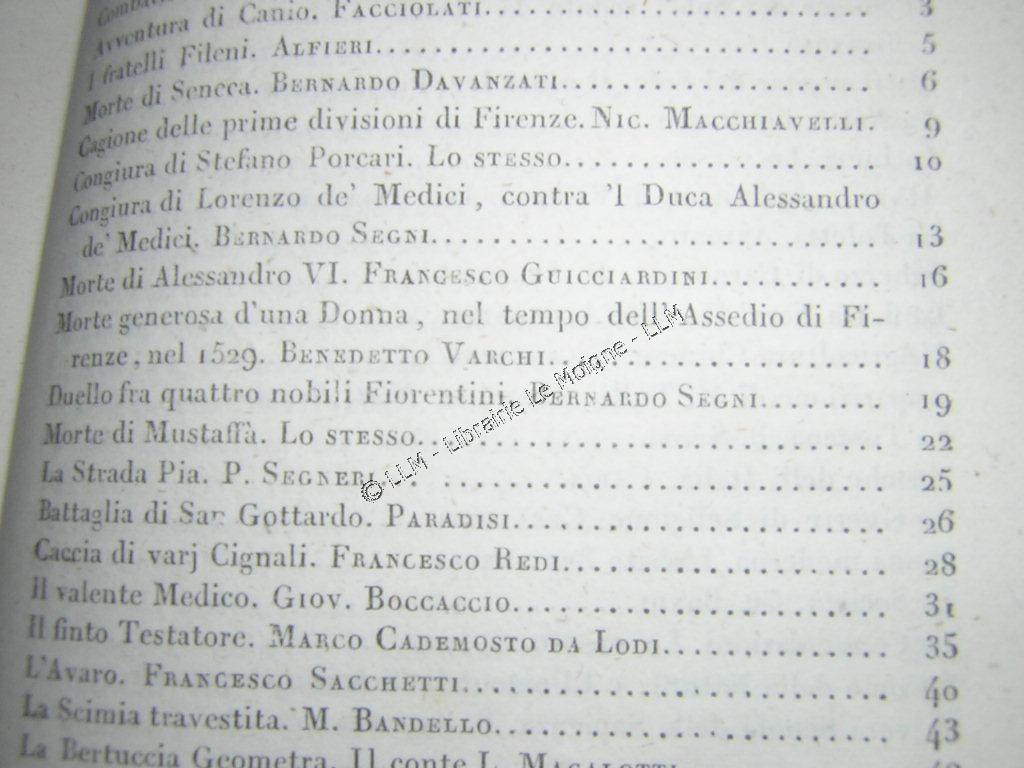 Avventura di Canio. FACCIOLATI........................ 3
I fratelli Fileni. ALFIERI............................. 5
Morte di Seneca. BERNARDO DAVANZATI................... 6
Cagione delle prime divisioni di Firenze. NIC. MACCHIAVELLI. 9
Congiura di Stefano Porcari. LO STESSO................. 10
Congiura di Lorenzo de' Medici, contra 'l Duca Alessandro
de' Medici. BERNARDO SEGNI............................. 13
Morte di Alessandro VI. FRANCESCO GUICCIARDINI.......... 16
Morte generosa d'una Donna, nel tempo dell'Assedio di Fi-
renze, nel 1529. BENEDETTO VARCHI...................... 18
Duello fra quattro nobili Fiorentini. BERNARDO SEGNI........ 19
Morte di Mustaffà. LO STESSO........................... 22
La Strada Pia. P. SEGNERI.............................. 25
Battaglia di San Gottardo. PARADISI..................... 26
Caccia di varj Cignali. FRANCESCO REDI.................. 28
Il valente Medico. GIOV. BOCCACCIO...................... 31
Il finto Testatore. MARCO CADEMOSTO DA LODI............. 35
L'Avaro. FRANCESCO SACCHETTI........................... 40
La Scimia travestita. M. BANDELLO....................... 43
La Bertuccia Geometra. Il conte L. MAGALOTTI
© LLM - Librairie Le Moigne - LLM